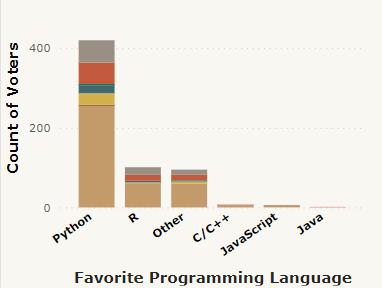 Count of Voters
400
200
0
Python
R
Other
C/C++
JavaScript
Java
Favorite Programming Language